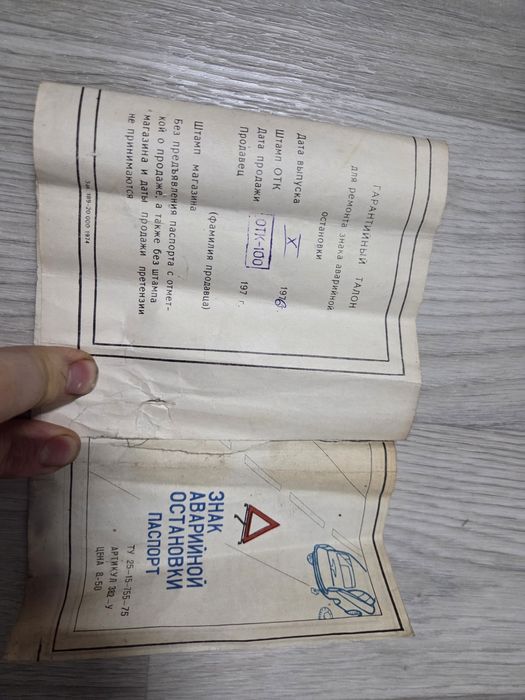 ГАРАНТИЙНЫЙ ТАЛОН
для ремонта знака аварийной
остановки
Дата выпуска X 1976
Штамп ОТК ОТК-100
Дата продажи 197 г.
Продавец
(фамилия продавца)
Штамп магазина
Без предъявления паспорта с отмет-
кой о продаже, а также без штампа
магазина и даты продажи претензии
не принимаются
ЗНАК
АВАРИЙНОЙ
ОСТАНОВКИ
ПАСПОРТ
ТУ 25-15-755-75
АРТИКУЛ 382-У
ЦЕНА 8-50